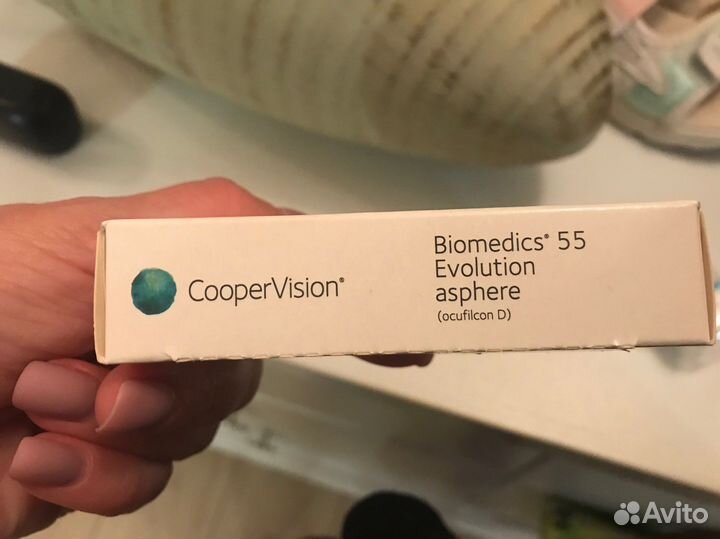 CooperVision®
Biomedics® 55
Evolution
asphere
(ocufilcon D)
Avito